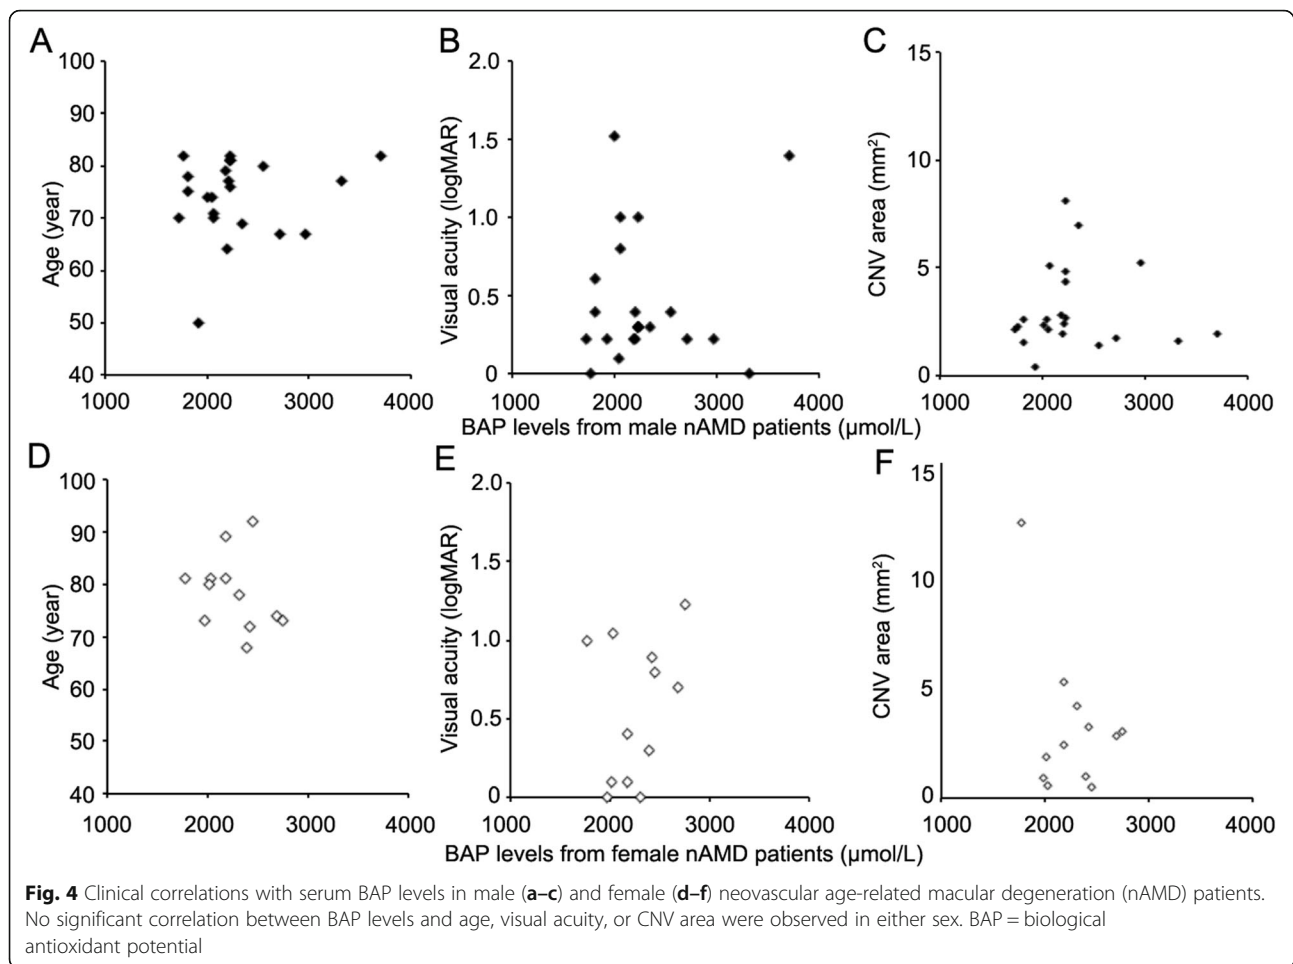 A
100
90
80
70
60
50
40
Age (year)
1000 2000 3000 4000
B
2.0
1.5
1.0
0.5
0
Visual acuity (logMAR)
1000 2000 3000 4000
C
15
10
5
0
CNV area (mm²)
1000 2000 3000 4000
BAP levels from male nAMD patients (µmol/L)
D
100
90
80
70
60
50
40
Age (year)
1000 2000 3000 4000
E
2.0
1.5
1.0
0.5
0
Visual acuity (logMAR)
1000 2000 3000 4000
F
15
10
5
0
CNV area (mm²)
1000 2000 3000 4000
BAP levels from female nAMD patients (µmol/L)
Fig. 4 Clinical correlations with serum BAP levels in male (a–c) and female (d–f) neovascular age-related macular degeneration (nAMD) patients.
No significant correlation between BAP levels and age, visual acuity, or CNV area were observed in either sex. BAP = biological
antioxidant potential